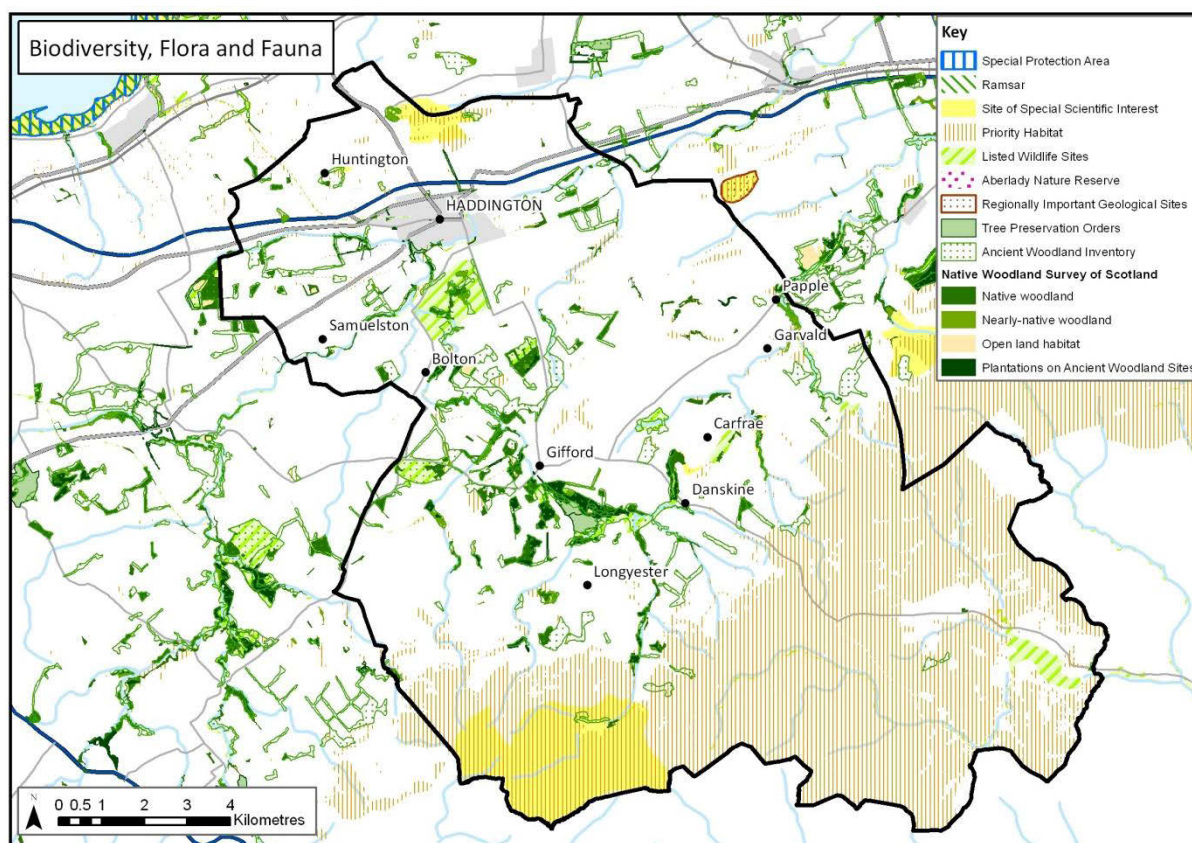 Biodiversity, Flora and Fauna
Key
Special Protection Area
Ramsar
Site of Special Scientific Interest
Priority Habitat
Listed Wildlife Sites
Aberlady Nature Reserve
Regionally Important Geological Sites
Tree Preservation Orders
Ancient Woodland Inventory
Native Woodland Survey of Scotland
Native woodland
Nearly-native woodland
Open land habitat
Plantations on Ancient Woodland Sites
Huntington
HADDINGTON
Papple
Samuelston
Garvald
Bolton
Carfrae
Gifford
Danskine
Longyester
N
0 0.5 1 2 3 4
Kilometres